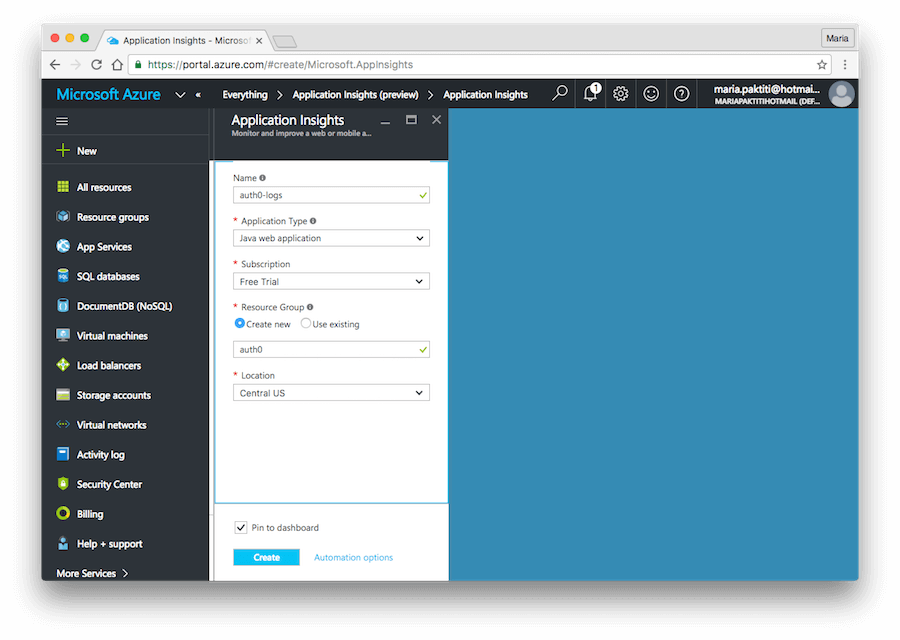 Application Insights - Microsof
Maria
https://portal.azure.com/#create/Microsoft.AppInsights
Microsoft Azure « Everything > Application Insights (preview) > Application Insights 1 maria.paktiti@hotmai...
MARIAPAKTITIHOTMAIL (DEF...
Application Insights
Monitor and improve a web or mobile a...
New
All resources
Resource groups
App Services
SQL databases
DocumentDB (NoSQL)
Virtual machines
Load balancers
Storage accounts
Virtual networks
Activity log
Security Center
Billing
Help + support
More Services >
Name
auth0-logs
* Application Type
Java web application
* Subscription
Free Trial
* Resource Group
Create new Use existing
auth0
* Location
Central US
Pin to dashboard
Create Automation options